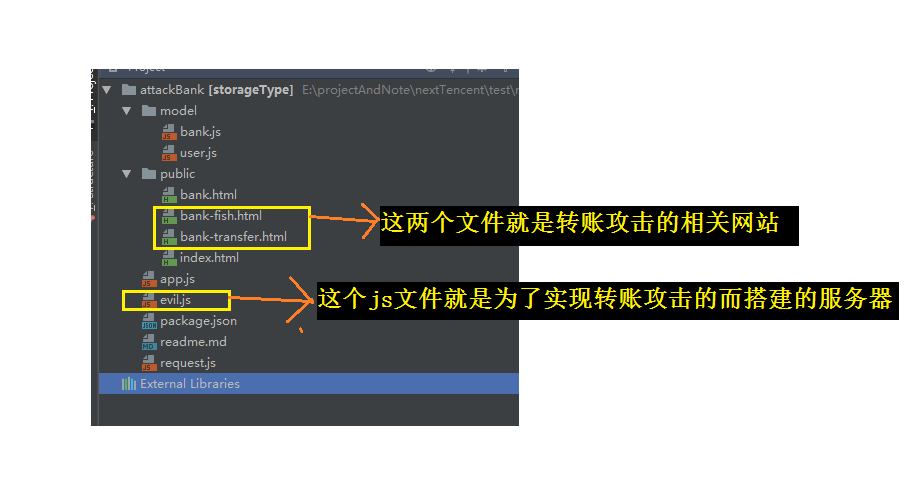 Project
attackBank [storageType] E:\projectAndNote\nextTencent\test\
model
bank.js
user.js
public
bank.html
bank-fish.html
这两个文件就是转账攻击的相关网站
bank-transfer.html
index.html
app.js
evil.js
这个js文件就是为了实现转账攻击的而搭建的服务器
package.json
readme.md
request.js
External Libraries